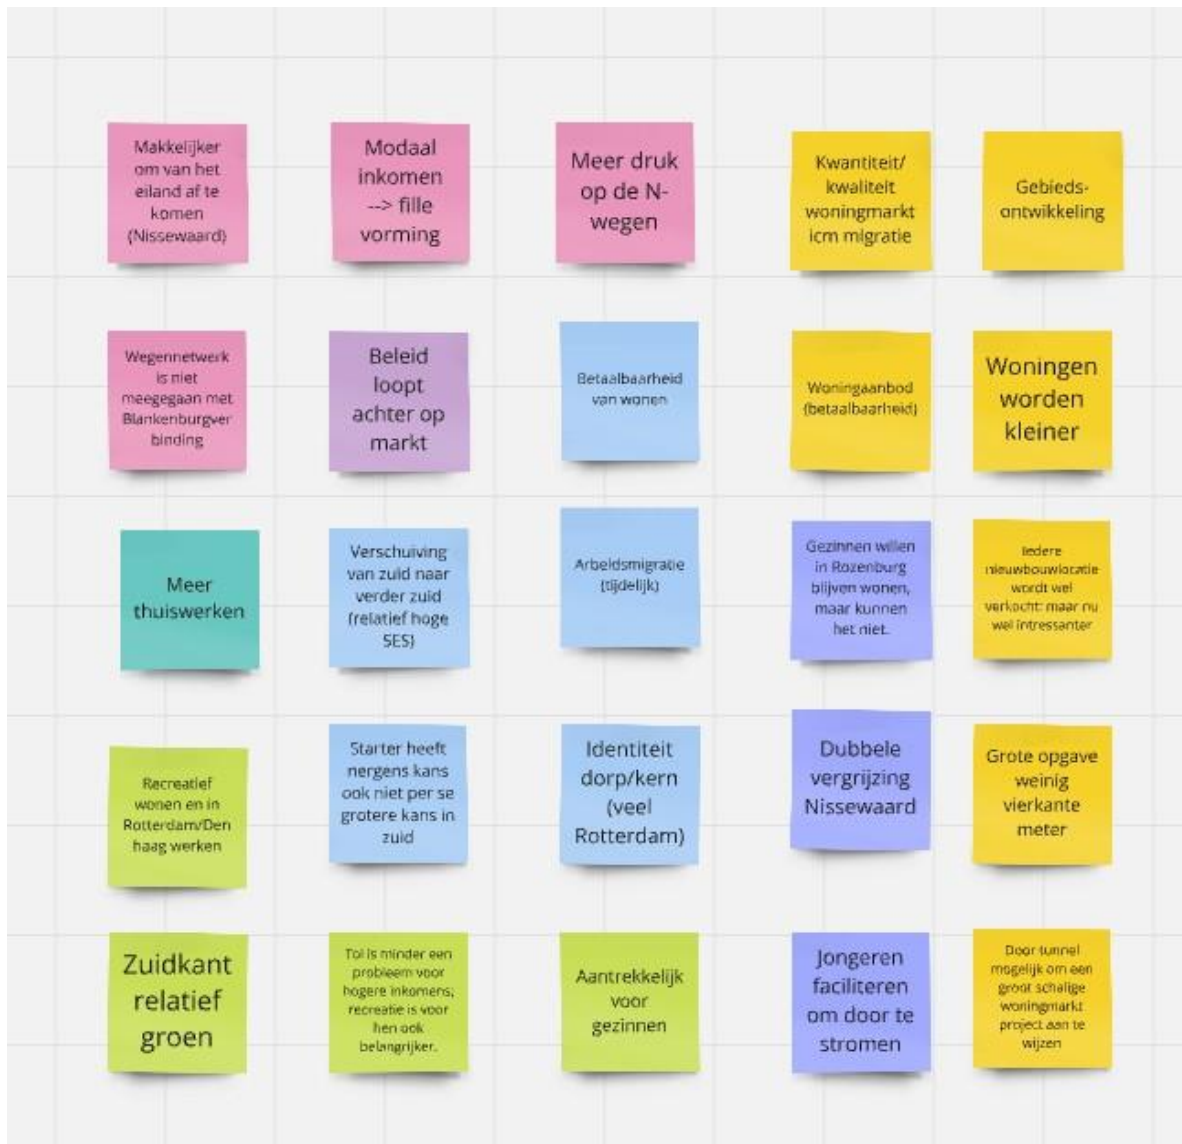 Makkelijker
om van het
eiland af te
komen
(Nissewaard)
Modaal
inkomen
--> fille
vorming
Meer druk
op de N-
wegen
Kwantiteit/
kwaliteit
woningmarkt
icm migratie
Gebieds-
ontwikkeling
Wegennetwerk
is niet
meegegaan met
Blankenburgver
binding
Beleid
loopt
achter op
markt
Betaalbaarheid
van wonen
Woningaanbod
(betaalbaarheid)
Woningen
worden
kleiner
Meer
thuiswerken
Verschuiving
van zuid naar
verder zuid
(relatief hoge
SES)
Arbeidsmigratie
(tijdelijk)
Gezinnen willen
in Rozenburg
blijven wonen,
maar kunnen
het niet.
Iedere
nieuwbouwlocatie
wordt wel
verkocht: maar nu
wel intressanter
Recreatief
wonen en in
Rotterdam/Den
haag werken
Starter heeft
nergens kans
ook niet per se
grotere kans in
zuid
Identiteit
dorp/kern
(veel
Rotterdam)
Dubbele
vergrijzing
Nissewaard
Grote opgave
weinig
vierkante
meter
Zuidkant
relatief
groen
Tol is minder een
probleem voor
hogere inkomens;
recreatie is voor
hen ook
belangrijker.
Aantrekkelijk
voor
gezinnen
Jongeren
faciliteren
om door te
stromen
Door tunnel
mogelijk om een
groot schalige
woningmarkt
project aan te
wijzen